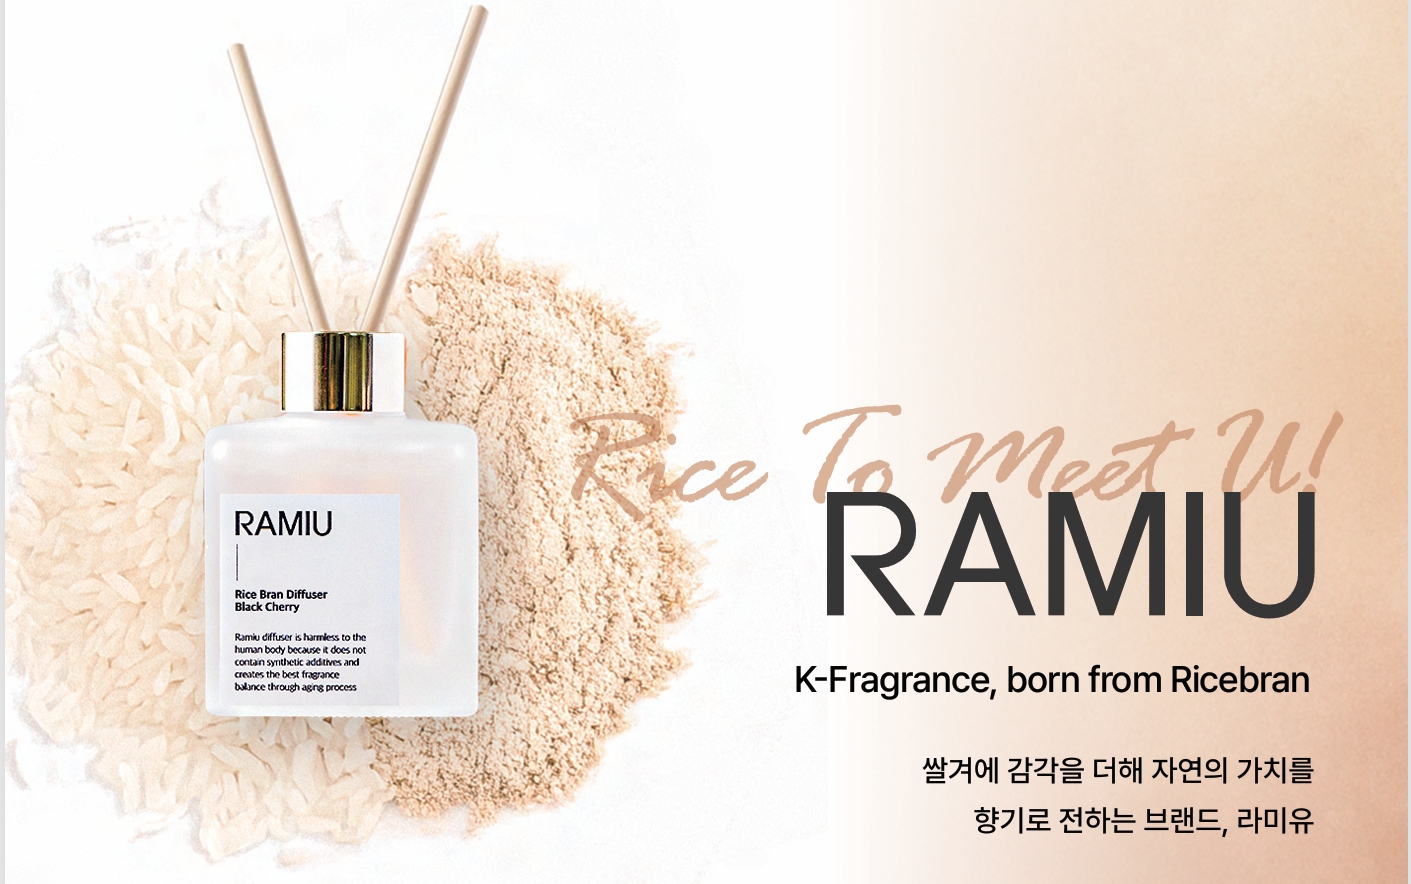 RAMIU
Rice Bran Diffuser
Black Cherry
Ramiu diffuser is harmless to the
human body because it does not
contain synthetic additives and
creates the best fragrance
balance through aging process
Rice To Meet U!
RAMIU
K-Fragrance, born from Ricebran
쌀겨에 감각을 더해 자연의 가치를
향기로 전하는 브랜드, 라미유